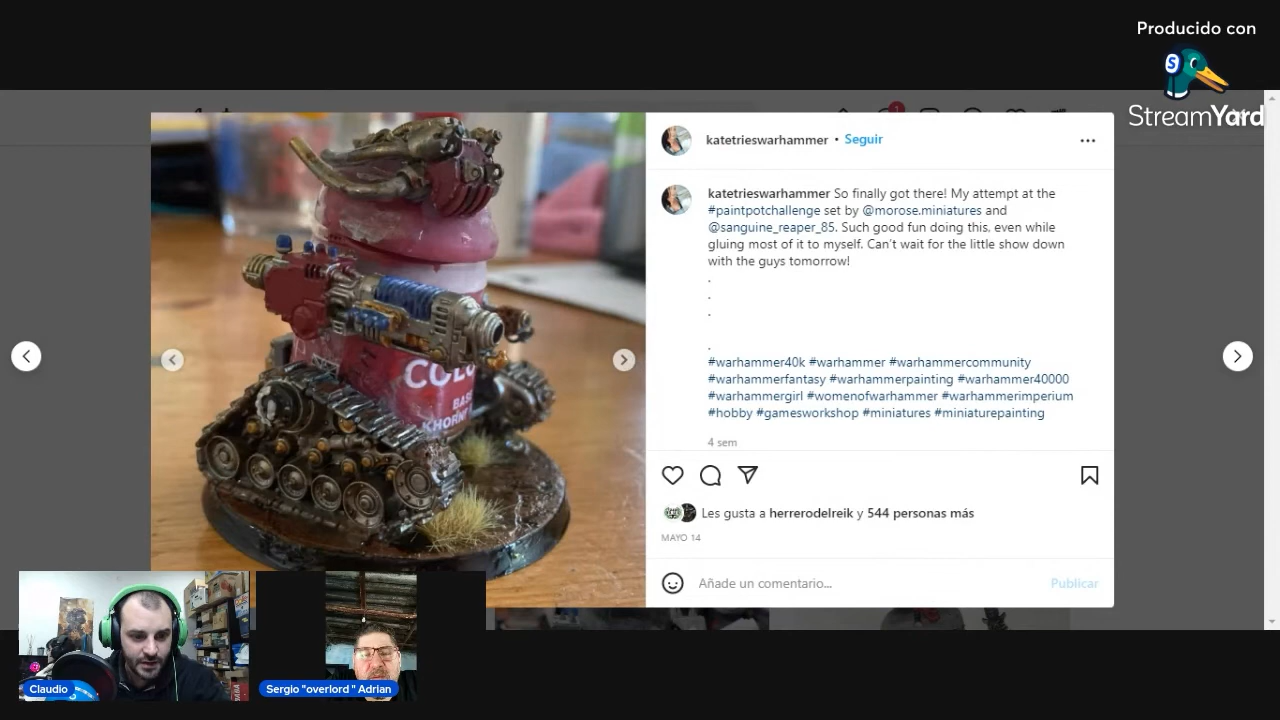 Producido con
StreamYard
katetrieswarhammer • Seguir
katetrieswarhammer So finally got there! My attempt at the
#paintpotchallenge set by @morose.miniatures and
@sanguine_reaper_85. Such good fun doing this, even while
gluing most of it to myself. Can't wait for the little show down
with the guys tomorrow!
.
.
.
.
#warhammer40k #warhammer #warhammercommunity
#warhammerfantasy #warhammerpainting #warhammer40000
#warhammergirl #womenofwarhammer #warhammerimperium
#hobby #gamesworkshop #miniatures #miniaturepainting
4 sem
Les gusta a herrerodelreik y 544 personas más
MAYO 14
Añade un comentario...
Publicar
BASE
Claudio
Sergio "overlord " Adrian